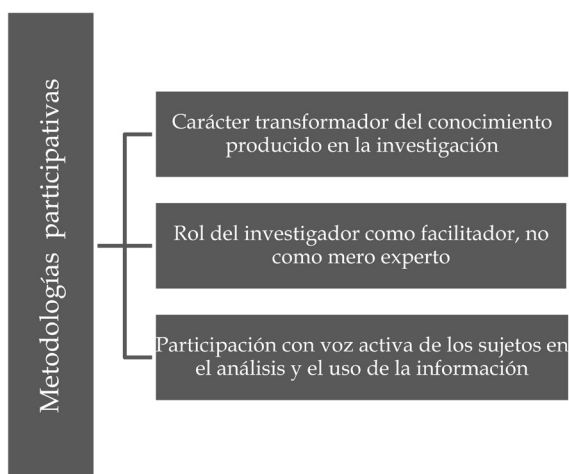 Metodologías participativas
Carácter transformador del conocimiento
producido en la investigación
Rol del investigador como facilitador, no
como mero experto
Participación con voz activa de los sujetos en
el análisis y el uso de la información